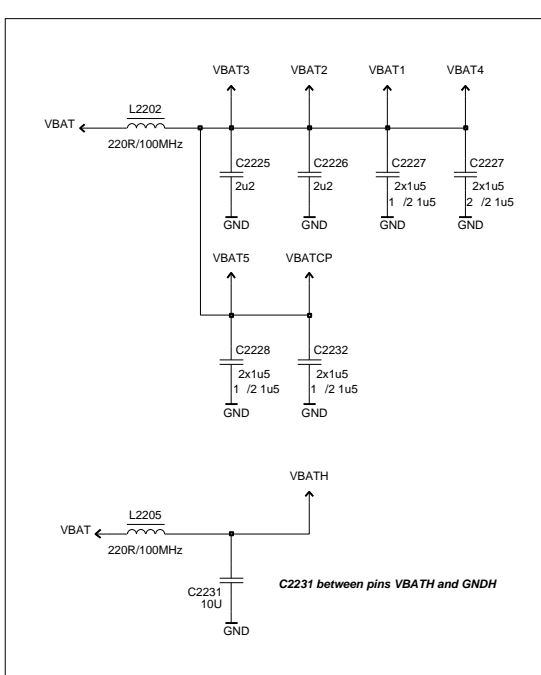 VBAT3 VBAT2 VBAT1 VBAT4
L2202
VBAT
220R/100MHz
C2225 C2226 C2227 C2227
2u2 2u2 2x1u5 2x1u5
1 /2 1u5 2 /2 1u5
GND GND GND GND
VBAT5 VBATCP
C2228 C2232
2x1u5 2x1u5
1 /2 1u5 1 /2 1u5
GND GND
VBATH
L2205
VBAT
220R/100MHz
C2231 between pins VBATH and GNDH
C2231
10U
GND